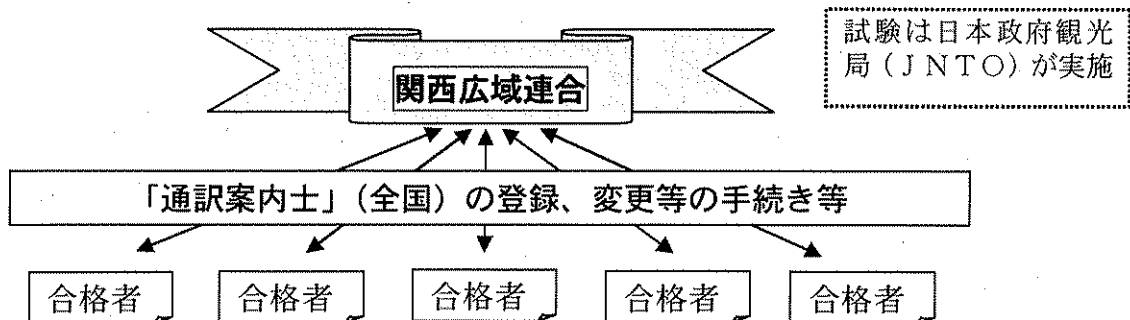 試験は日本政府観光
局（JNTO）が実施
関西広域連合
「通訳案内士」（全国）の登録、変更等の手続き等
合格者
合格者
合格者
合格者
合格者